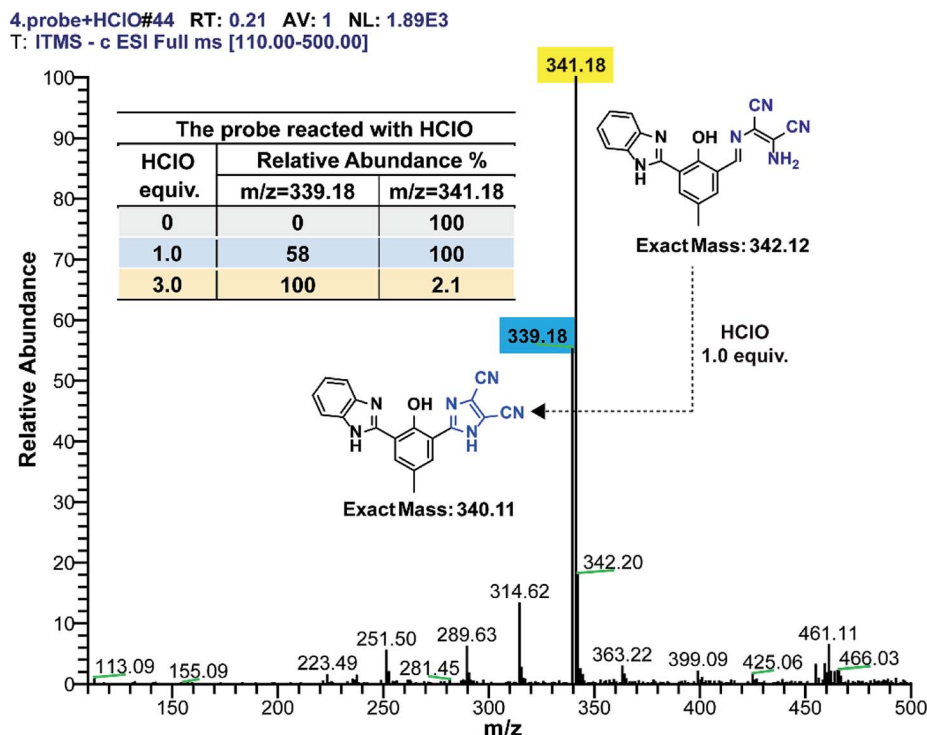 4.probe+HClO#44 RT: 0.21 AV: 1 NL: 1.89E3
T: ITMS - c ESI Full ms [110.00-500.00]
341.18
The probe reacted with HClO
HClO equiv.
Relative Abundance %
m/z=339.18 m/z=341.18
0 0 100
1.0 58 100
3.0 100 2.1
CN
N OH N CN
N NH2
H
Exact Mass: 342.12
HClO
1.0 equiv.
339.18
CN
N OH N CN
N N
H H
Exact Mass: 340.11
342.20
314.62
289.63
251.50
223.49
281.45
113.09
155.09
363.22
399.09
425.06
461.11
466.03
100
90
80
70
60
50
40
30
20
10
0
Relative Abundance
150 200 250 300 350 400 450 500
m/z